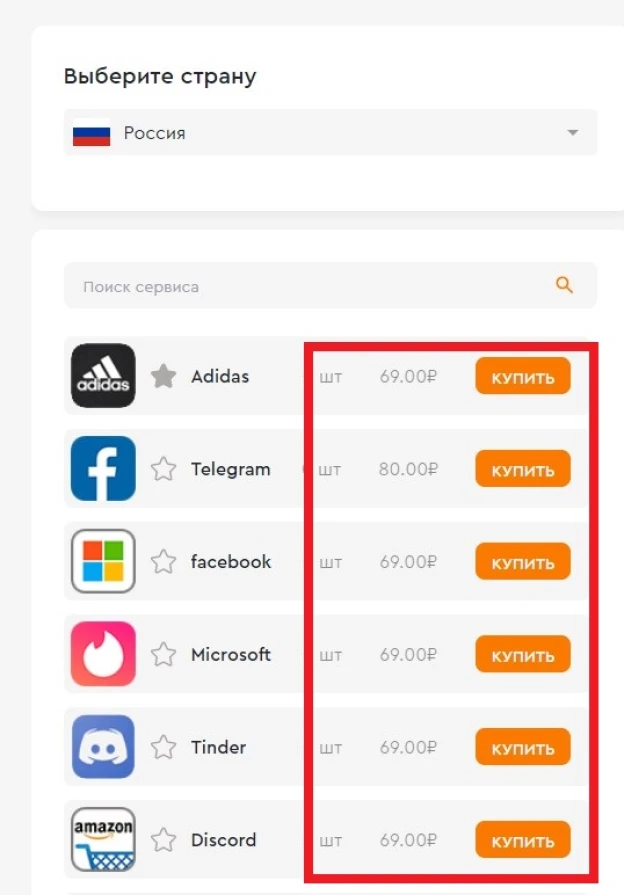 Выберите страну
Россия
Поиск сервиса
adidas Adidas шт 69.00₽ КУПИТЬ
Telegram шт 80.00₽ КУПИТЬ
facebook шт 69.00₽ КУПИТЬ
Microsoft шт 69.00₽ КУПИТЬ
Tinder шт 69.00₽ КУПИТЬ
amazon Discord шт 69.00₽ КУПИТЬ